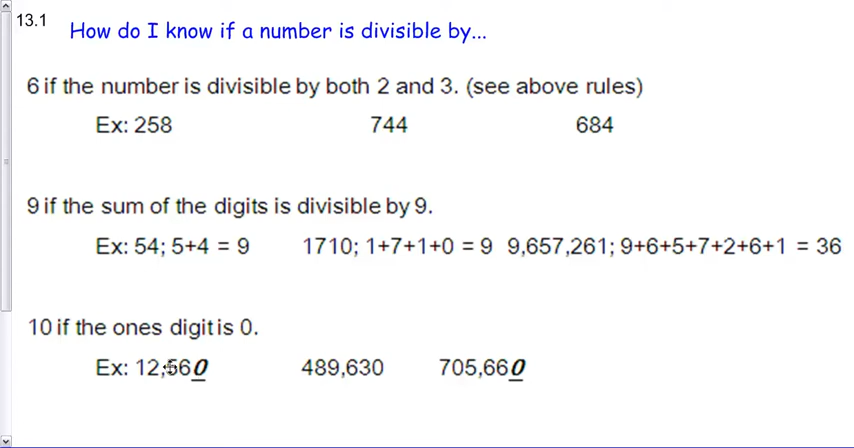 13.1
How do I know if a number is divisible by...
6 if the number is divisible by both 2 and 3. (see above rules)
Ex: 258 744 684
9 if the sum of the digits is divisible by 9.
Ex: 54; 5+4 = 9 1710; 1+7+1+0 = 9 9,657,261; 9+6+5+7+2+6+1 = 36
10 if the ones digit is 0.
Ex: 12,560 489,630 705,660